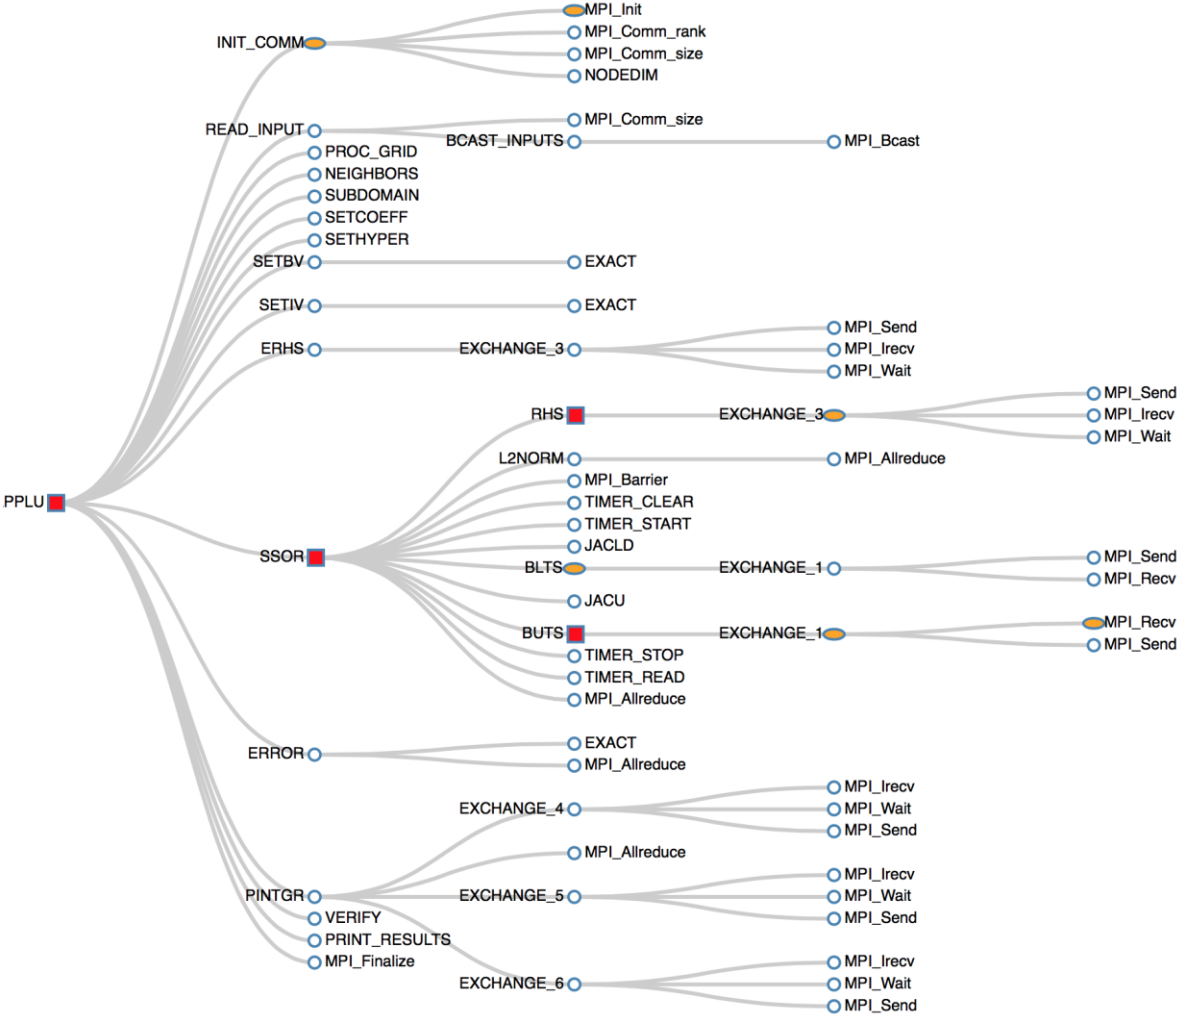 MPI_Init
INIT_COMM
MPI_Comm_rank
MPI_Comm_size
NODEDIM
MPI_Comm_size
READ_INPUT
BCAST_INPUTS
MPI_Bcast
PROC_GRID
NEIGHBORS
SUBDOMAIN
SETCOEFF
SETHYPER
SETBV
EXACT
SETIV
EXACT
MPI_Send
ERHS
EXCHANGE_3
MPI_Irecv
MPI_Wait
MPI_Send
RHS
EXCHANGE_3
MPI_Irecv
MPI_Wait
L2NORM
MPI_Allreduce
MPI_Barrier
PPLU
TIMER_CLEAR
TIMER_START
JACLD
SSOR
MPI_Send
BLTS
EXCHANGE_1
MPI_Recv
JACU
MPI_Recv
BUTS
EXCHANGE_1
MPI_Send
TIMER_STOP
TIMER_READ
MPI_Allreduce
EXACT
ERROR
MPI_Allreduce
MPI_Irecv
EXCHANGE_4
MPI_Wait
MPI_Send
MPI_Allreduce
MPI_Irecv
PINTGR
EXCHANGE_5
MPI_Wait
VERIFY
MPI_Send
PRINT_RESULTS
MPI_Finalize
MPI_Irecv
EXCHANGE_6
MPI_Wait
MPI_Send